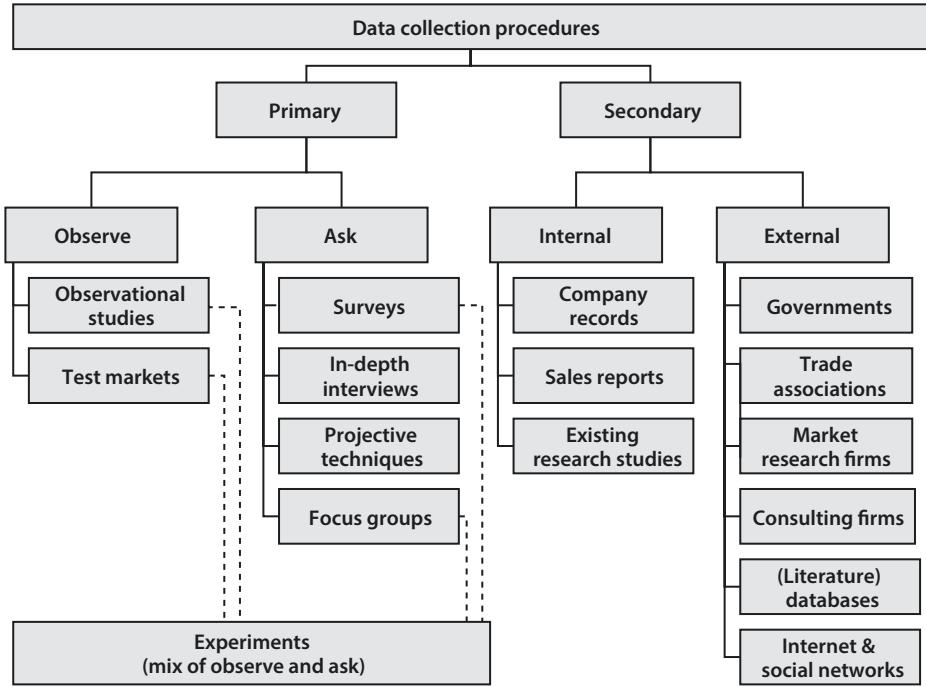 Data collection procedures
Primary
Secondary
Observe
Ask
Internal
External
Observational
studies
Test markets
Surveys
In-depth
interviews
Projective
techniques
Focus groups
Company
records
Sales reports
Existing
research studies
Governments
Trade
associations
Market
research firms
Consulting firms
(Literature)
databases
Internet &
social networks
Experiments
(mix of observe and ask)